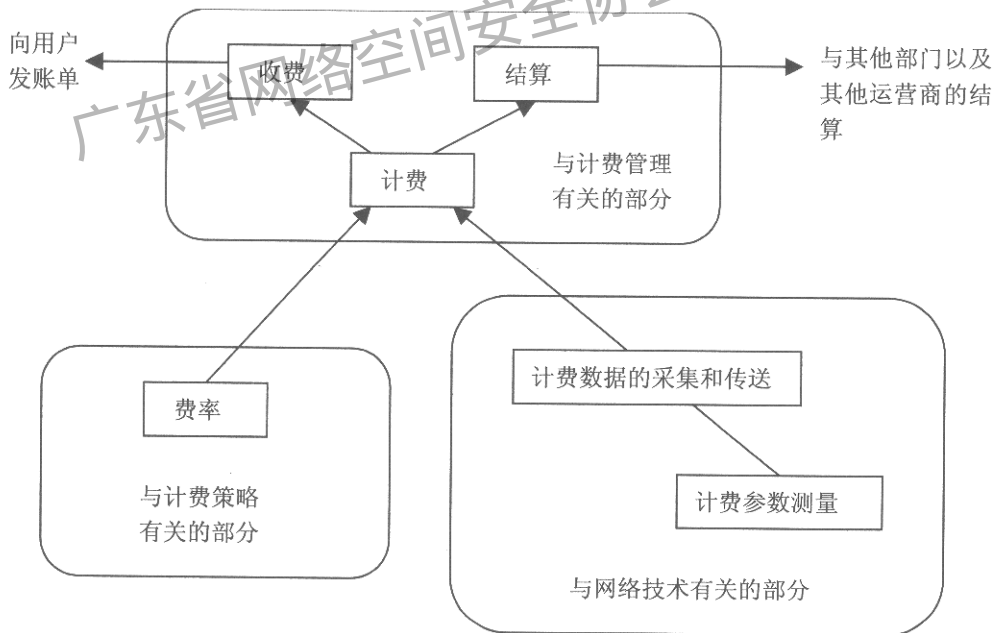 广东省网络空间安全协会
向用户
发账单
收费
结算
与其他部门以及
其他运营商的结
算
计费
与计费管理
有关的部分
费率
与计费策略
有关的部分
计费数据的采集和传送
计费参数测量
与网络技术有关的部分